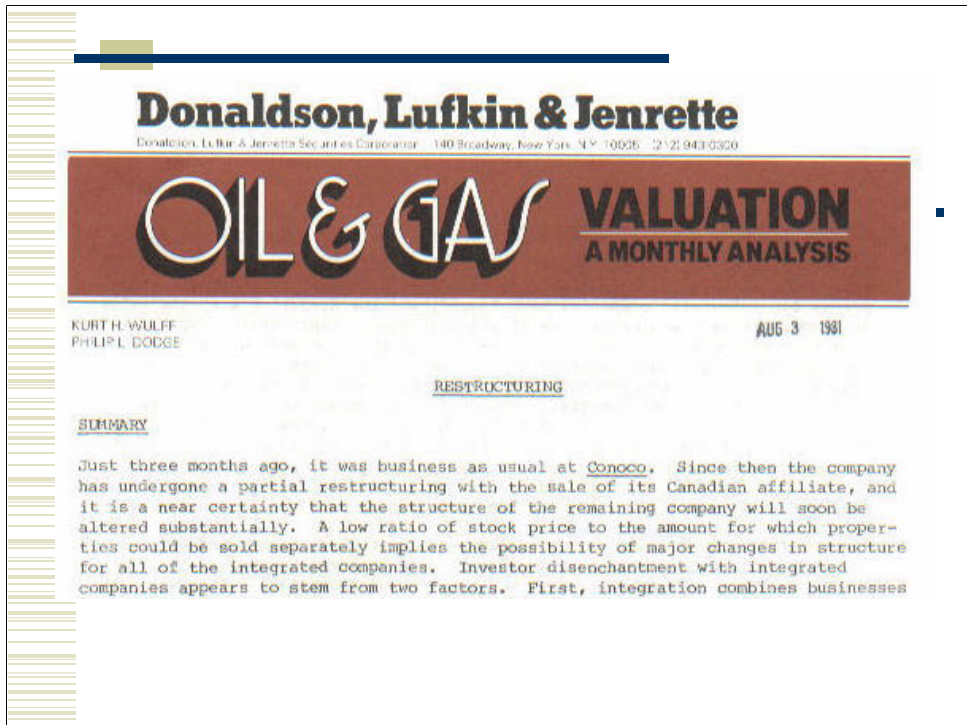 Donaldson, Lufkin & Jenrette
Donaldson, Lufkin & Jenrette Securities Corporation 140 Broadway, New York, N.Y. 10005 (212) 943-0300
OIL & GAS
VALUATION
A MONTHLY ANALYSIS
KURT H. WULFF
PHILIP L. DODGE
AUG 3 1981
RESTRUCTURING
SUMMARY
Just three months ago, it was business as usual at Conoco. Since then the company
has undergone a partial restructuring with the sale of its Canadian affiliate, and
it is a near certainty that the structure of the remaining company will soon be
altered substantially. A low ratio of stock price to the amount for which proper-
ties could be sold separately implies the possibility of major changes in structure
for all of the integrated companies. Investor disenchantment with integrated
companies appears to stem from two factors. First, integration combines businesses